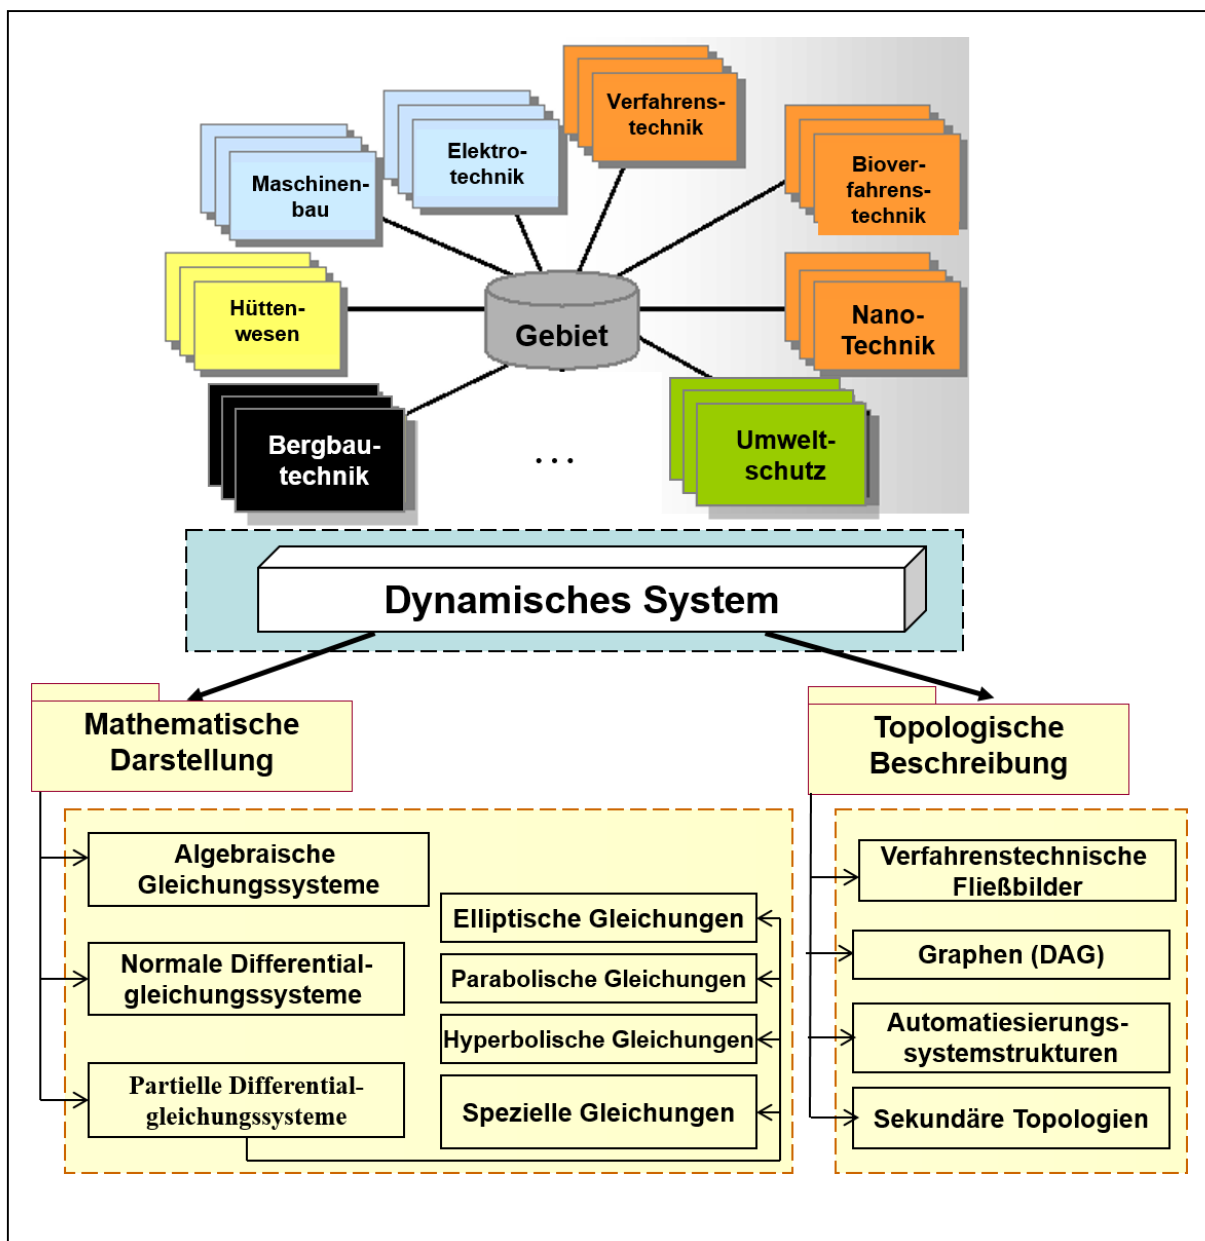 Verfahrens-
technik
Elektro-
technik
Biover-
fahrens-
technik
Maschinen-
bau
Hütten-
wesen
Gebiet
Nano-
Technik
Bergbau-
technik
...
Umwelt-
schutz
Dynamisches System
Mathematische
Darstellung
Topologische
Beschreibung
Algebraische
Gleichungssysteme
Normale Differential-
gleichungssysteme
Partielle Differential-
gleichungssysteme
Elliptische Gleichungen
Parabolische Gleichungen
Hyperbolische Gleichungen
Spezielle Gleichungen
Verfahrenstechnische
Fließbilder
Graphen (DAG)
Automatiesierungs-
systemstrukturen
Sekundäre Topologien